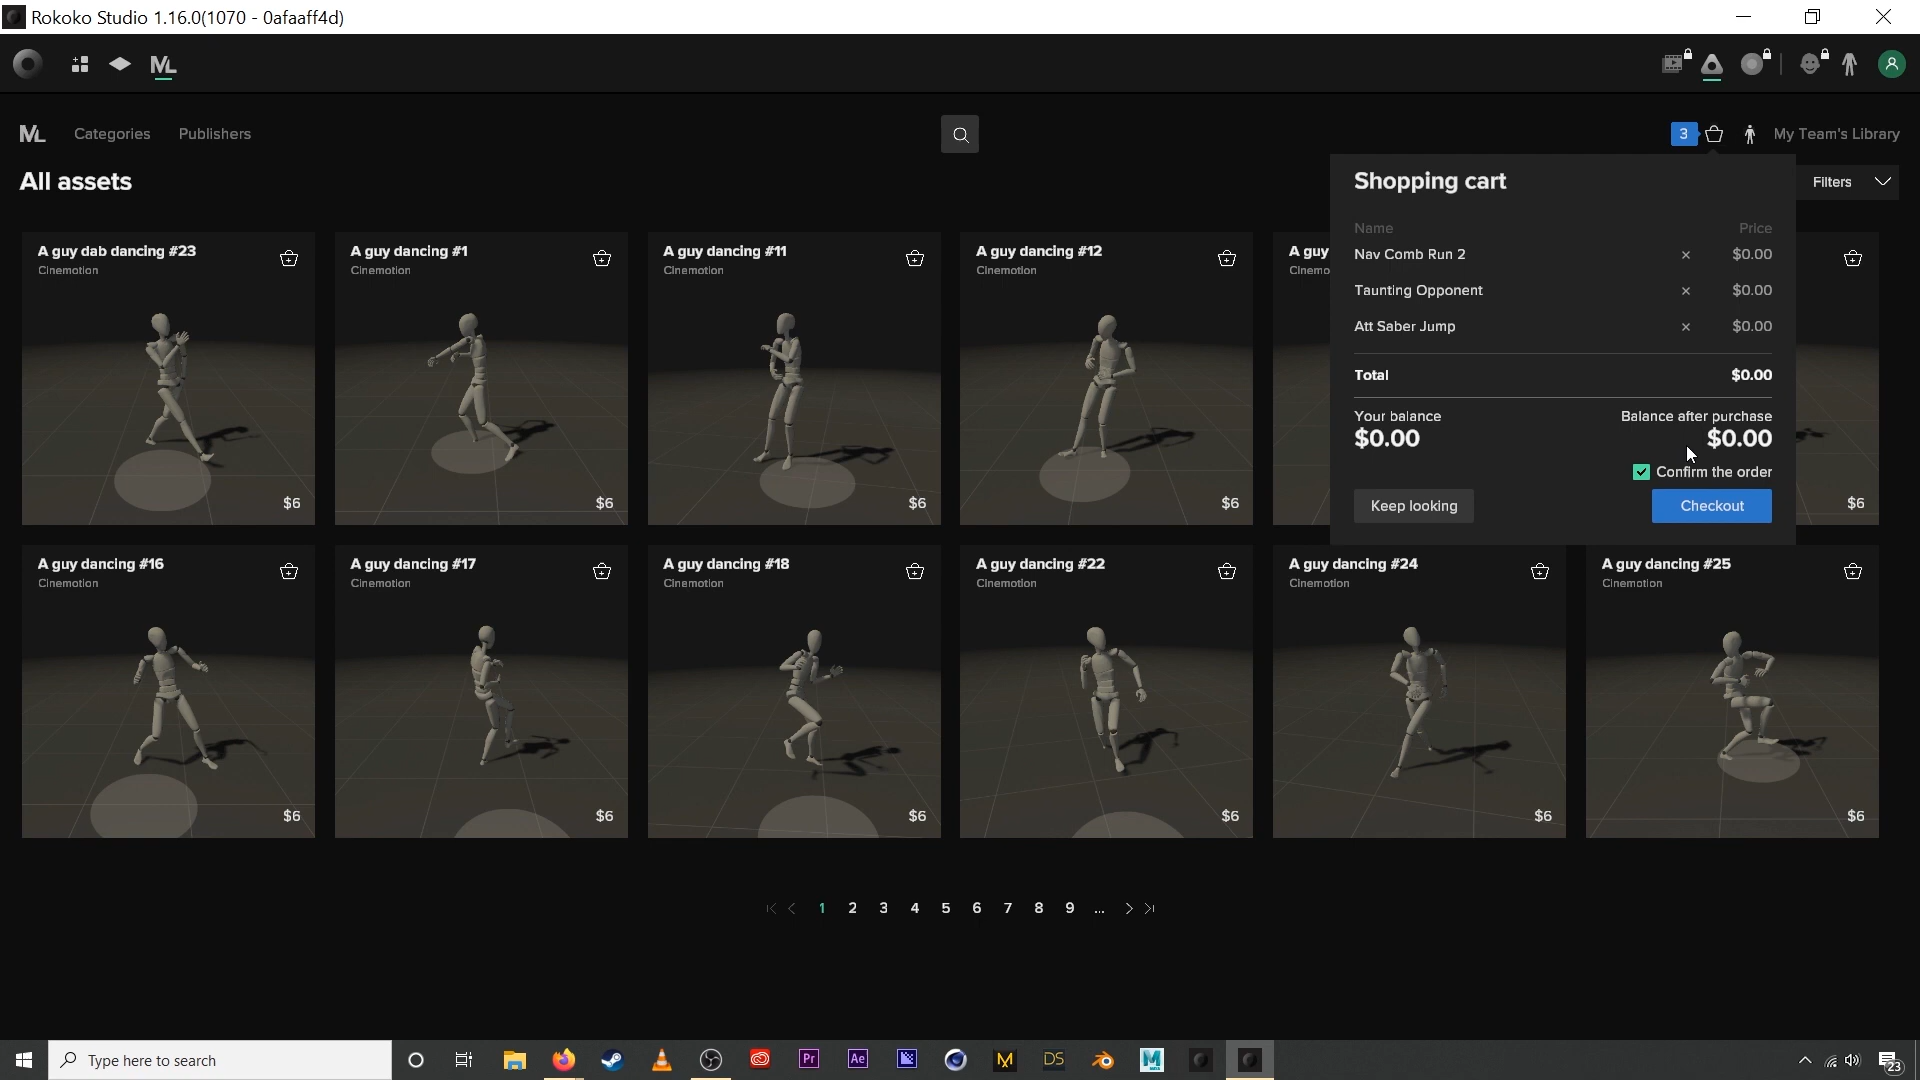 Rokoko Studio 1.16.0(1070 - 0afaaff4d)
ML
ML Categories Publishers
3 My Team's Library
All assets
Filters
Shopping cart
Name Price
Nav Comb Run 2 × $0.00
Taunting Opponent × $0.00
Att Saber Jump × $0.00
Total $0.00
Your balance Balance after purchase
$0.00 $0.00
Confirm the order
Keep looking Checkout
A guy dab dancing #23
Cinemotion
$6
A guy dancing #1
Cinemotion
$6
A guy dancing #11
Cinemotion
$6
A guy dancing #12
Cinemotion
$6
A guy
Cinemo
$6
A guy dancing #16
Cinemotion
$6
A guy dancing #17
Cinemotion
$6
A guy dancing #18
Cinemotion
$6
A guy dancing #22
Cinemotion
$6
A guy dancing #24
Cinemotion
$6
A guy dancing #25
Cinemotion
$6
1 2 3 4 5 6 7 8 9 ...
Type here to search
Pr Ae M DS M
23